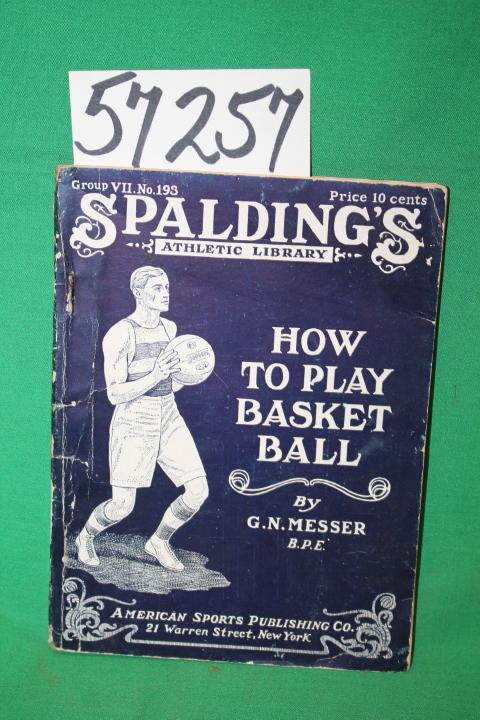 57257
Group VII. No. 193
Price 10 cents
SPALDING'S
ATHLETIC LIBRARY
HOW
TO PLAY
BASKET
BALL
BY
G.N. MESSER
B.P.E.
AMERICAN SPORTS PUBLISHING CO.
21 Warren Street, New York